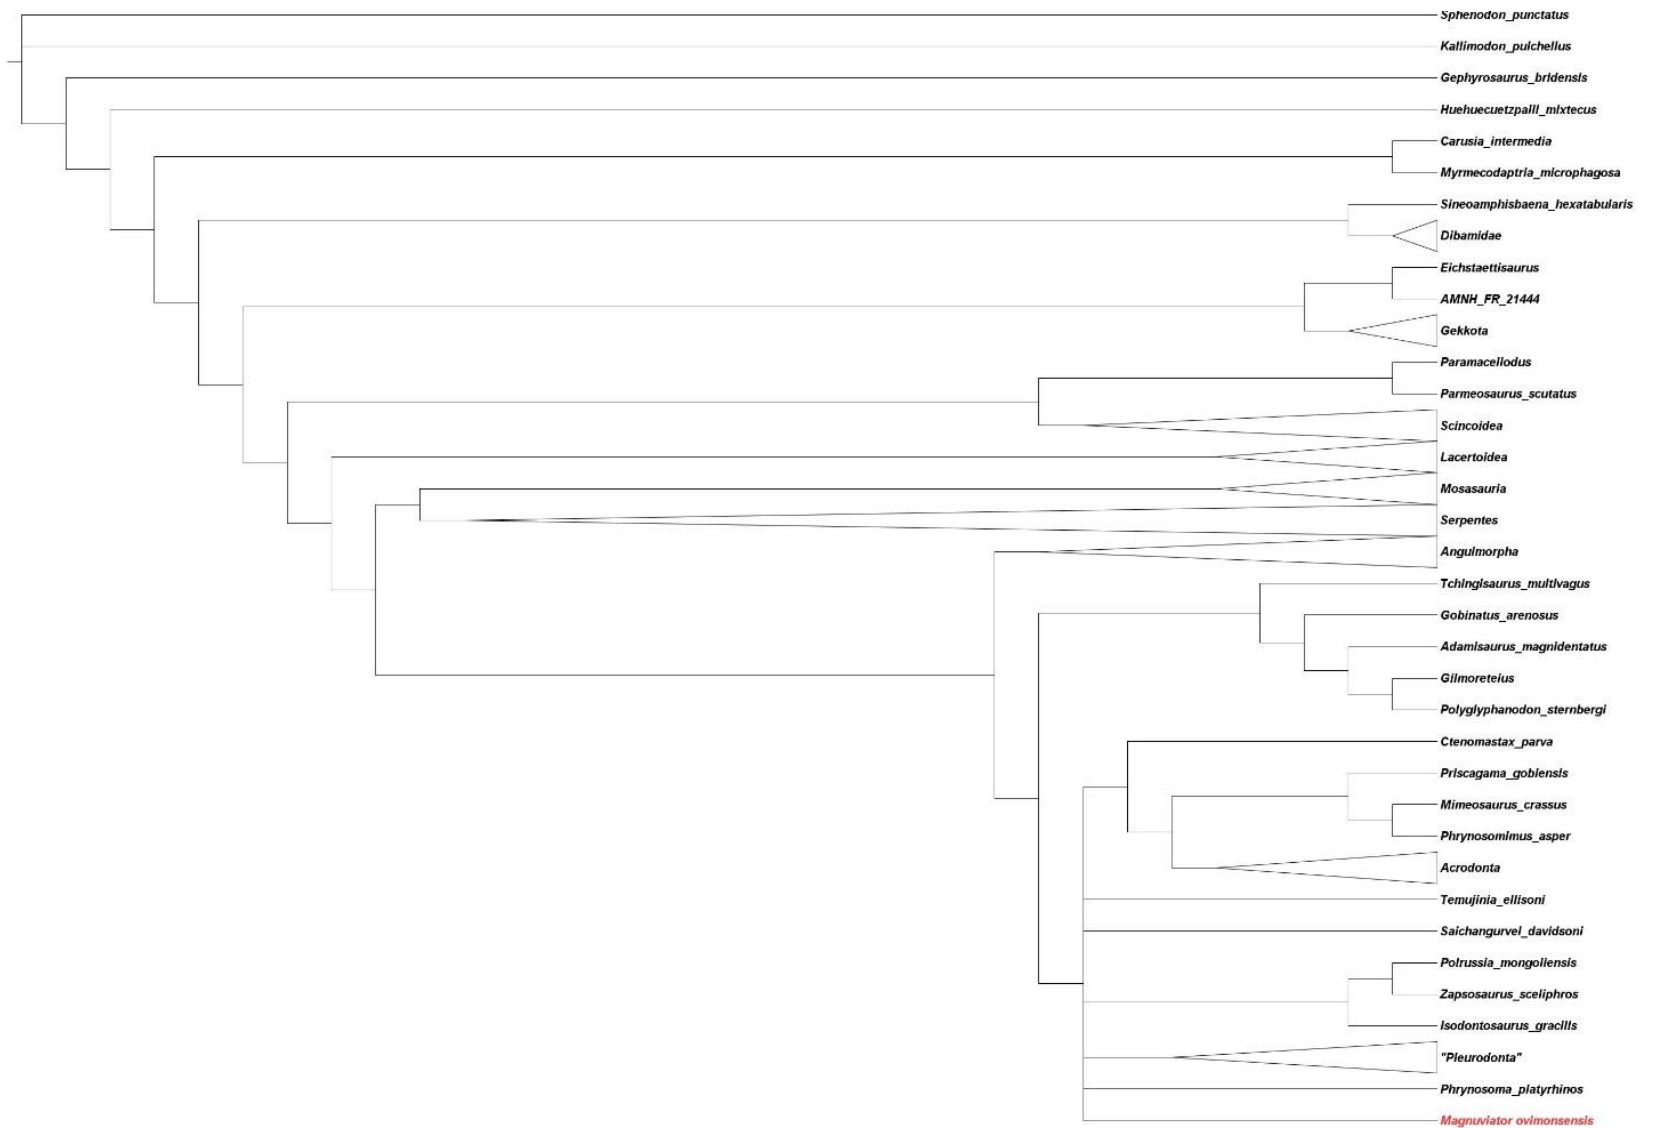 Sphenodon_punctatus
Kallimodon_pulchellus
Gephyrosaurus_bridensis
Huehuecuetzpalli_mixtecus
Carusia_intermedia
Myrmecodaptria_microphagosa
Sineoamphisbaena_hexatabularis
Dibamidae
Eichstaettisaurus
AMNH_FR_21444
Gekkota
Paramacellodus
Parmeosaurus_scutatus
Scincoidea
Lacertoidea
Mosasauria
Serpentes
Anguimorpha
Tchingisaurus_multivagus
Gobinatus_arenosus
Adamisaurus_magnidentatus
Gilmoreteius
Polyglyphanodon_sternbergi
Ctenomastax_parva
Priscagama_gobiensis
Mimeosaurus_crassus
Phrynosomimus_asper
Acrodonta
Temujinia_ellisoni
Saichangurvel_davidsoni
Polrussia_mongoliensis
Zapsosaurus_sceliphros
Isodontosaurus_gracilis
"Pleurodonta"
Phrynosoma_platyrhinos
Magnuviator ovimonsensis